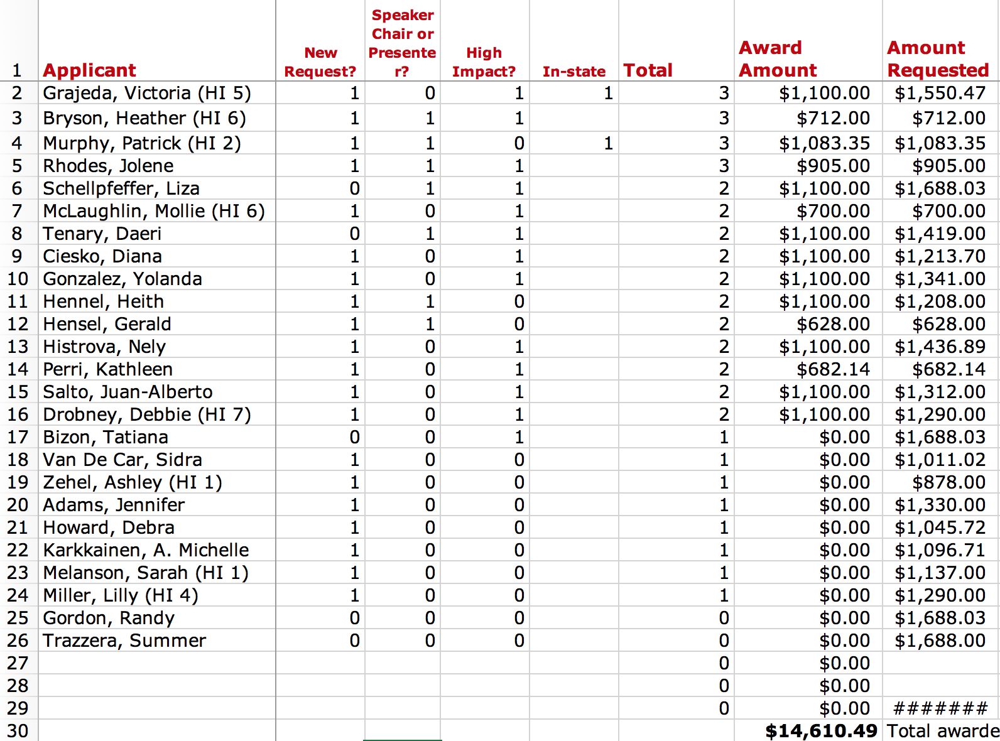 1 Applicant New Request? Speaker Chair or Presenter? High Impact? In-state Total Award Amount Amount Requested
2 Grajeda, Victoria (HI 5) 1 0 1 1 3 $1,100.00 $1,550.47
3 Bryson, Heather (HI 6) 1 1 1 3 $712.00 $712.00
4 Murphy, Patrick (HI 2) 1 1 0 1 3 $1,083.35 $1,083.35
5 Rhodes, Jolene 1 1 1 3 $905.00 $905.00
6 Schellpfeffer, Liza 0 1 1 2 $1,100.00 $1,688.03
7 McLaughlin, Mollie (HI 6) 1 0 1 2 $700.00 $700.00
8 Tenary, Daeri 0 1 1 2 $1,100.00 $1,419.00
9 Ciesko, Diana 1 0 1 2 $1,100.00 $1,213.70
10 Gonzalez, Yolanda 1 0 1 2 $1,100.00 $1,341.00
11 Hennel, Heith 1 1 0 2 $1,100.00 $1,208.00
12 Hensel, Gerald 1 1 0 2 $628.00 $628.00
13 Histrova, Nely 1 0 1 2 $1,100.00 $1,436.89
14 Perri, Kathleen 1 0 1 2 $682.14 $682.14
15 Salto, Juan-Alberto 1 0 1 2 $1,100.00 $1,312.00
16 Drobney, Debbie (HI 7) 1 0 1 2 $1,100.00 $1,290.00
17 Bizon, Tatiana 0 0 1 1 $0.00 $1,688.03
18 Van De Car, Sidra 1 0 0 1 $0.00 $1,011.02
19 Zehel, Ashley (HI 1) 1 0 0 1 $0.00 $878.00
20 Adams, Jennifer 1 0 0 1 $0.00 $1,330.00
21 Howard, Debra 1 0 0 1 $0.00 $1,045.72
22 Karkkainen, A. Michelle 1 0 0 1 $0.00 $1,096.71
23 Melanson, Sarah (HI 1) 1 0 0 1 $0.00 $1,137.00
24 Miller, Lilly (HI 4) 1 0 0 1 $0.00 $1,290.00
25 Gordon, Randy 0 0 0 0 $0.00 $1,688.03
26 Trazzera, Summer 0 0 0 0 $0.00 $1,688.00
27 0 $0.00
28 0 $0.00
29 0 $0.00 #######
30 $14,610.49 Total awarde